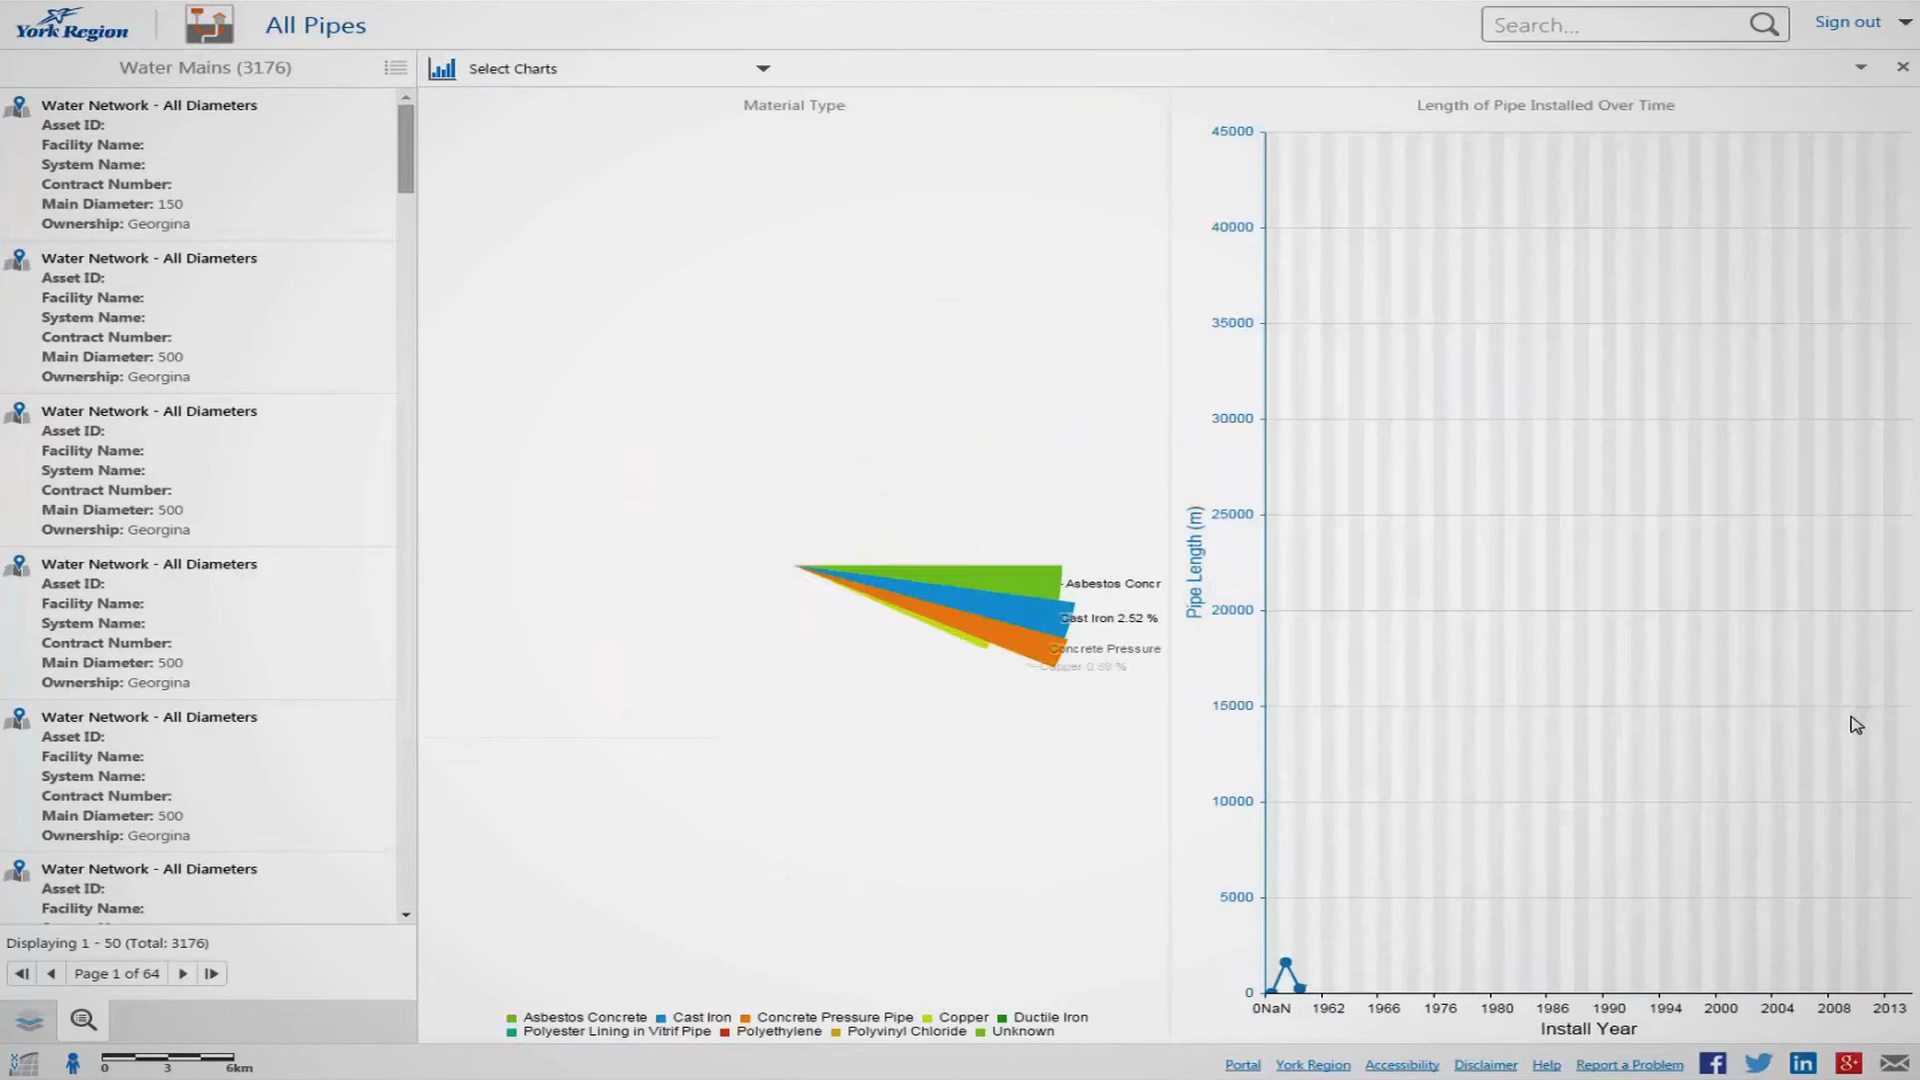 York Region
All Pipes
Search...
Sign out
Water Mains (3176)
Select Charts
Water Network - All Diameters
Asset ID:
Facility Name:
System Name:
Contract Number:
Main Diameter: 150
Ownership: Georgina
Water Network - All Diameters
Asset ID:
Facility Name:
System Name:
Contract Number:
Main Diameter: 500
Ownership: Georgina
Water Network - All Diameters
Asset ID:
Facility Name:
System Name:
Contract Number:
Main Diameter: 500
Ownership: Georgina
Water Network - All Diameters
Asset ID:
Facility Name:
System Name:
Contract Number:
Main Diameter: 500
Ownership: Georgina
Water Network - All Diameters
Asset ID:
Facility Name:
System Name:
Contract Number:
Main Diameter: 500
Ownership: Georgina
Water Network - All Diameters
Asset ID:
Facility Name:
Displaying 1 - 50 (Total: 3176)
Page 1 of 64
Material Type
Asbestos Concr
Cast Iron 2.52 %
Concrete Pressure
Copper 0.69 %
Asbestos Concrete Cast Iron Concrete Pressure Pipe Copper Ductile Iron
Polyester Lining in Vitrif Pipe Polyethylene Polyvinyl Chloride Unknown
Length of Pipe Installed Over Time
45000
40000
35000
30000
25000
20000
15000
10000
5000
0
Pipe Length (m)
0NaN 1962 1966 1976 1980 1986 1990 1994 2000 2004 2008 2013
Install Year
0 3 6km
Portal York Region Accessibility Disclaimer Help Report a Problem